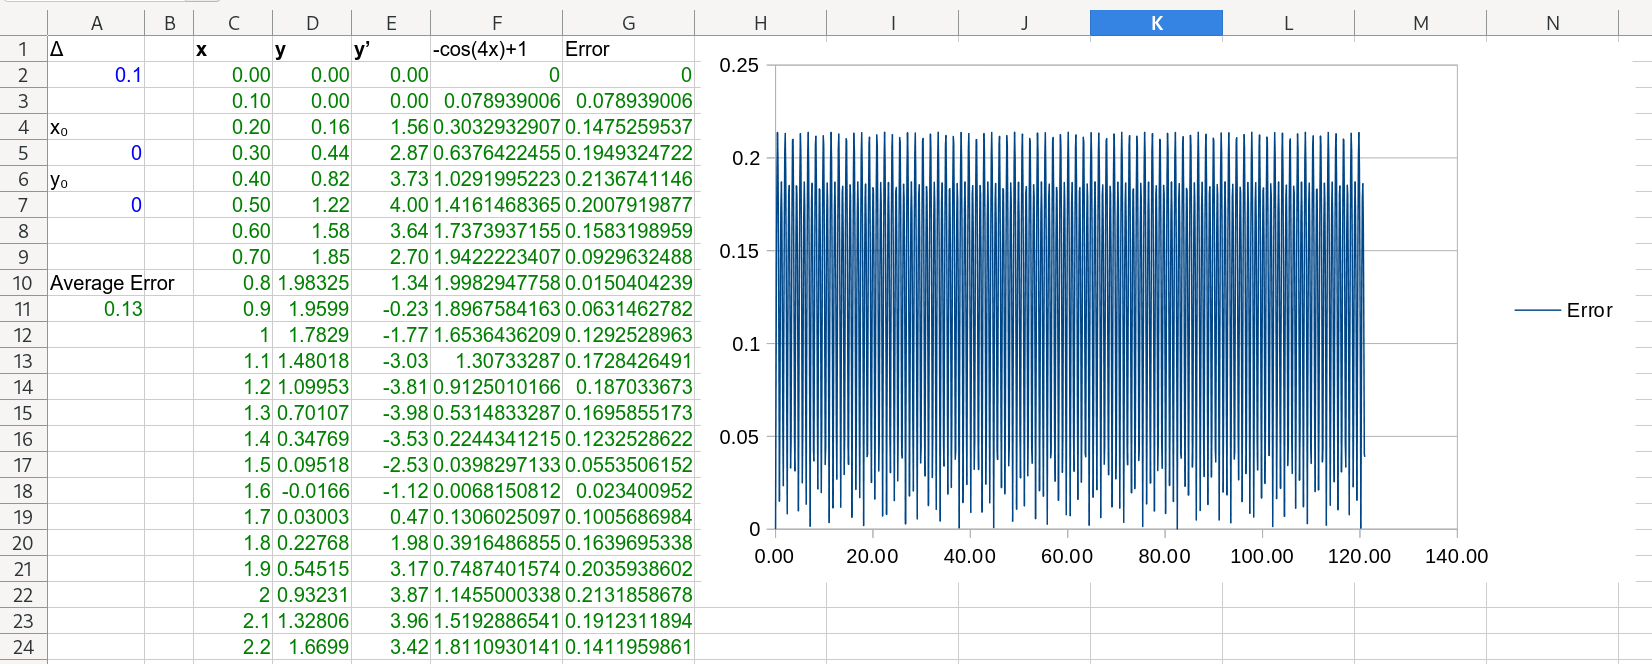 A B C D E F G H I J K L M N
1 Δ x y y’ -cos(4x)+1 Error
2 0.1 0.00 0.00 0.00 0 0
3 0.10 0.00 0.00 0.078939006 0.078939006
4 x₀ 0.20 0.16 1.56 0.3032932907 0.1475259537
5 0 0.30 0.44 2.87 0.6376422455 0.1949324722
6 y₀ 0.40 0.82 3.73 1.0291995223 0.2136741146
7 0 0.50 1.22 4.00 1.4161468365 0.2007919877
8 0.60 1.58 3.64 1.7373937155 0.1583198959
9 0.70 1.85 2.70 1.9422223407 0.0929632488
10 Average Error 0.8 1.98325 1.34 1.9982947758 0.0150404239
11 0.13 0.9 1.9599 -0.23 1.8967584163 0.0631462782
12 1 1.7829 -1.77 1.6536436209 0.1292528963
13 1.1 1.48018 -3.03 1.30733287 0.1728426491
14 1.2 1.09953 -3.81 0.9125010166 0.187033673
15 1.3 0.70107 -3.98 0.5314833287 0.1695855173
16 1.4 0.34769 -3.53 0.2244341215 0.1232528622
17 1.5 0.09518 -2.53 0.0398297133 0.0553506152
18 1.6 -0.0166 -1.12 0.0068150812 0.023400952
19 1.7 0.03003 0.47 0.1306025097 0.1005686984
20 1.8 0.22768 1.98 0.3916486855 0.1639695338
21 1.9 0.54515 3.17 0.7487401574 0.2035938602
22 2 0.93231 3.87 1.1455000338 0.2131858678
23 2.1 1.32806 3.96 1.5192886541 0.1912311894
24 2.2 1.6699 3.42 1.8110930141 0.1411959861
0.25
0.2
0.15
0.1
0.05
0
0.00 20.00 40.00 60.00 80.00 100.00 120.00 140.00
Error